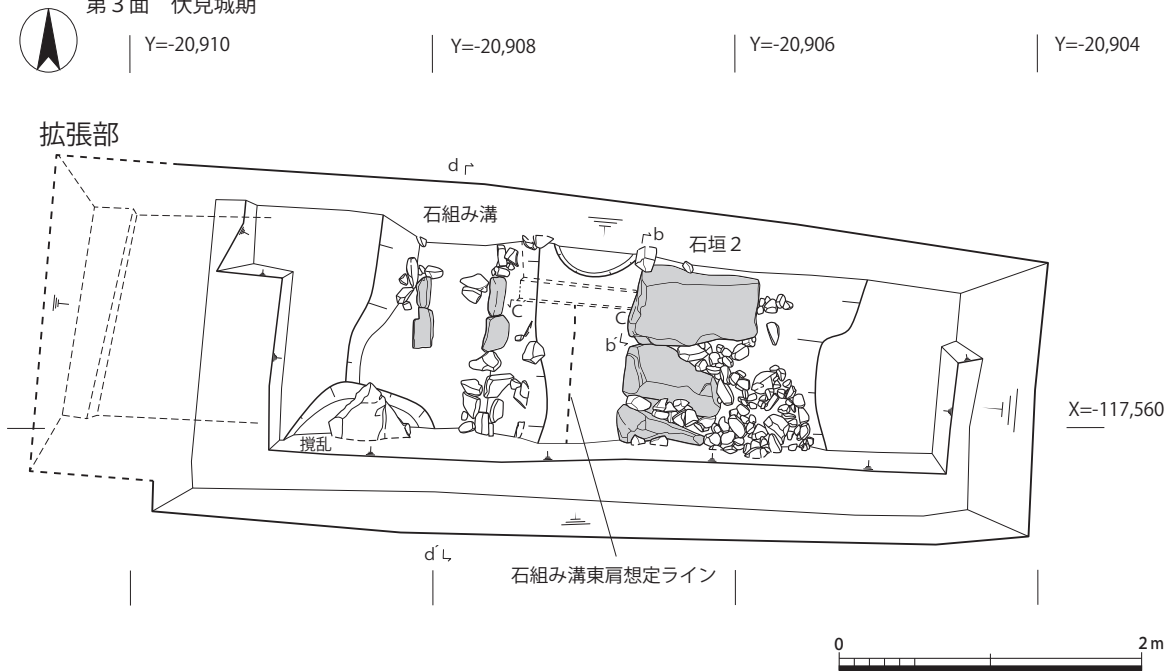 第３面　伏見城期
Y=-20,910
Y=-20,908
Y=-20,906
Y=-20,904
拡張部
d
石組み溝
b
石垣２
C
C
b´
X=-117,560
撹乱
d´
石組み溝東肩想定ライン
0
2m